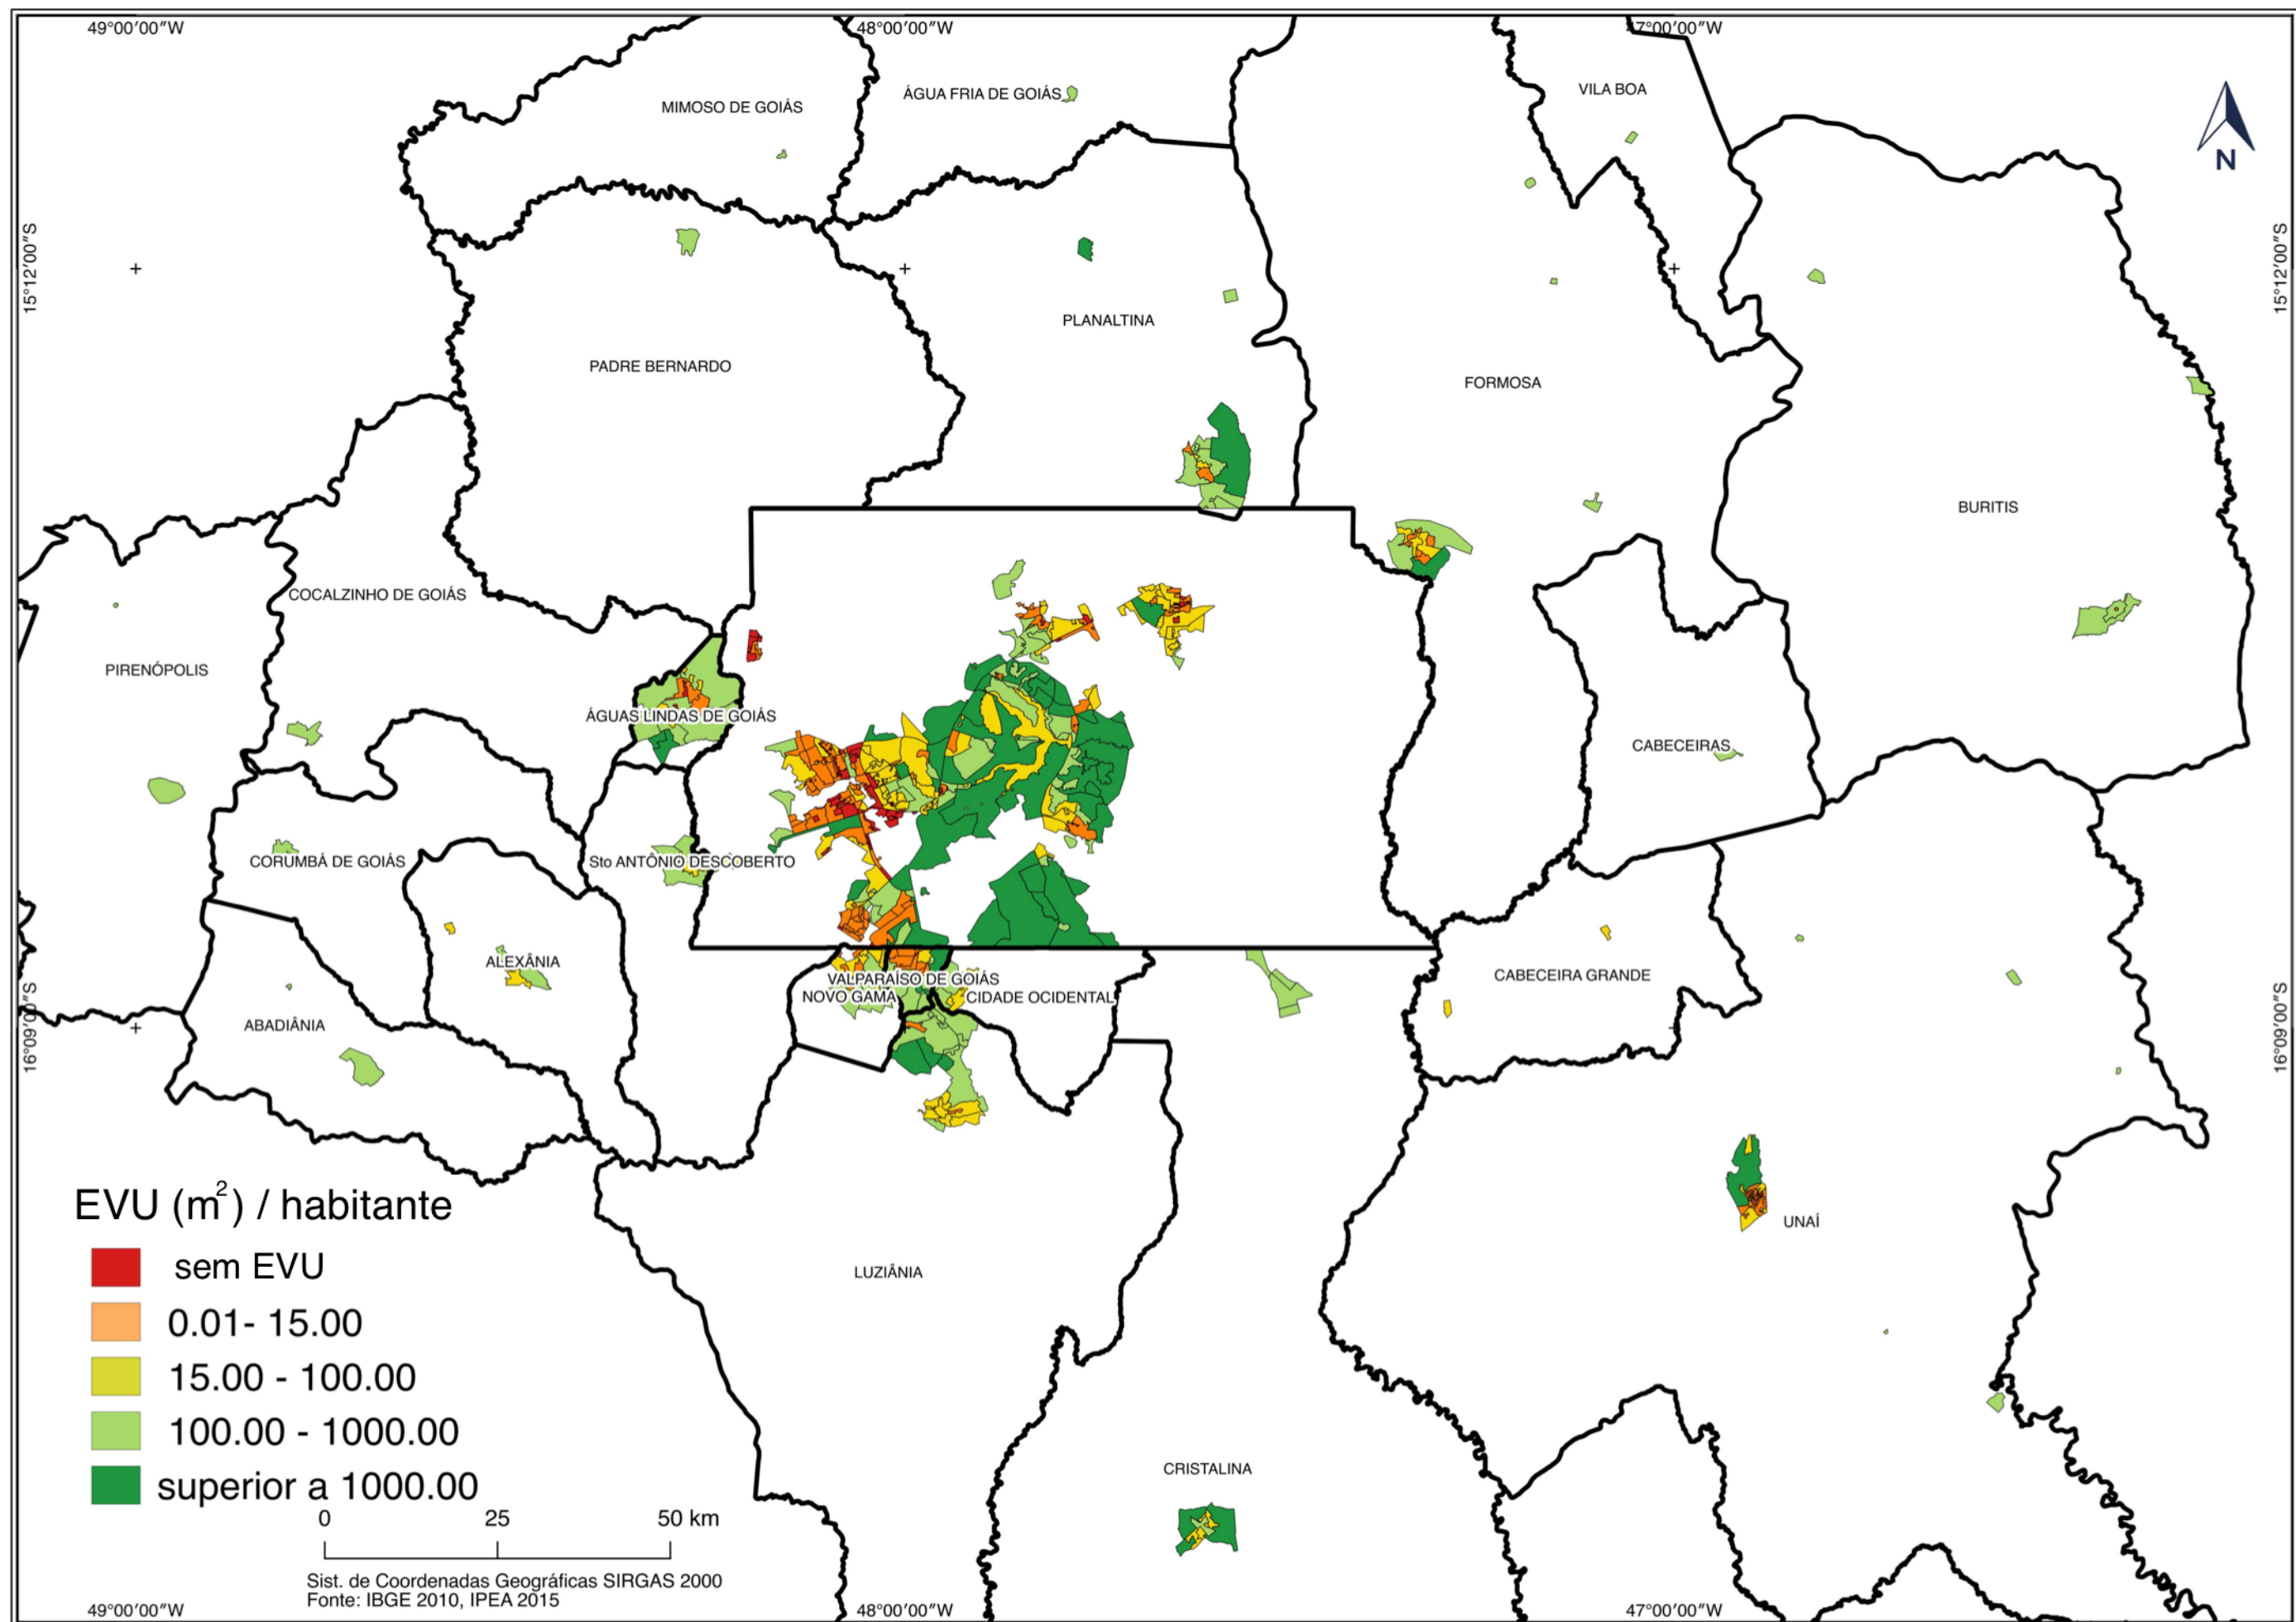 49°00′00″W
48°00′00″W
47°00′00″W
VILA BOA
ÁGUA FRIA DE GOIÁS
MIMOSO DE GOIÁS
N
15°12′00″S
15°12′00″S
PLANALTINA
PADRE BERNARDO
FORMOSA
BURITIS
COCALZINHO DE GOIÁS
PIRENÓPOLIS
ÁGUAS LINDAS DE GOIÁS
CABECEIRAS
CORUMBÁ DE GOIÁS
Sto ANTÔNIO DESCOBERTO
ALEXÂNIA
CABECEIRA GRANDE
VALPARAÍSO DE GOIÁS
NOVO GAMA
CIDADE OCIDENTAL
ABADIÂNIA
16°09′00″S
16°09′00″S
UNAÍ
LUZIÂNIA
CRISTALINA
EVU (m²) / habitante
sem EVU
0.01- 15.00
15.00 - 100.00
100.00 - 1000.00
superior a 1000.00
0 25 50 km
Sist. de Coordenadas Geográficas SIRGAS 2000
Fonte: IBGE 2010, IPEA 2015
49°00′00″W
48°00′00″W
47°00′00″W